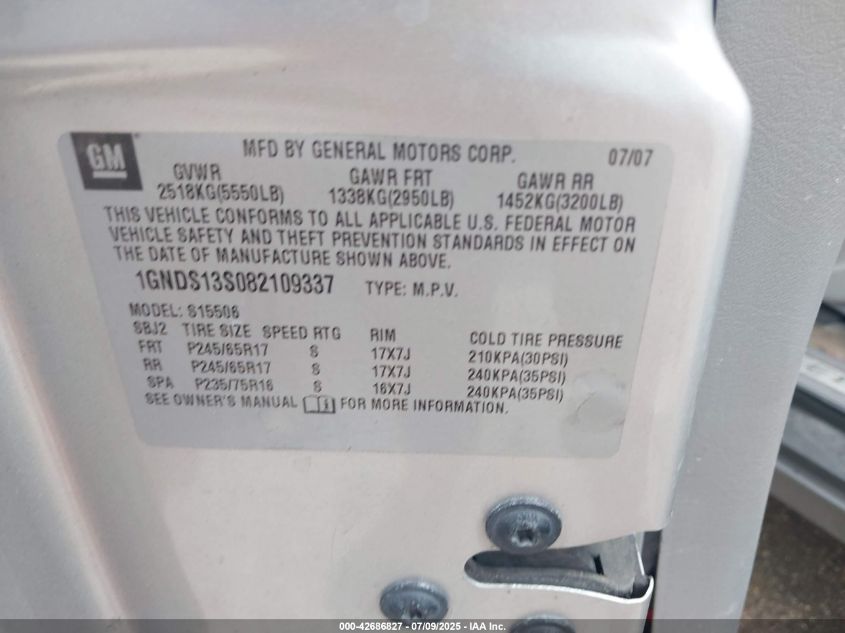 GM
MFD BY GENERAL MOTORS CORP. 07/07
GVWR GAWR FRT GAWR RR
2518KG(5550LB) 1338KG(2950LB) 1452KG(3200LB)
THIS VEHICLE CONFORMS TO ALL APPLICABLE U.S. FEDERAL MOTOR
VEHICLE SAFETY AND THEFT PREVENTION STANDARDS IN EFFECT ON
THE DATE OF MANUFACTURE SHOWN ABOVE.
1GNDS13S082109337 TYPE: M.P.V.
MODEL: S15506
SBJ2 TIRE SIZE SPEED RTG RIM COLD TIRE PRESSURE
FRT P245/65R17 S 17X7J 210KPA(30PSI)
RR P245/65R17 S 17X7J 240KPA(35PSI)
SPA P235/75R16 S 16X7J 240KPA(35PSI)
SEE OWNER'S MANUAL FOR MORE INFORMATION.
000-42686827 - 07/09/2025 - IAA Inc.